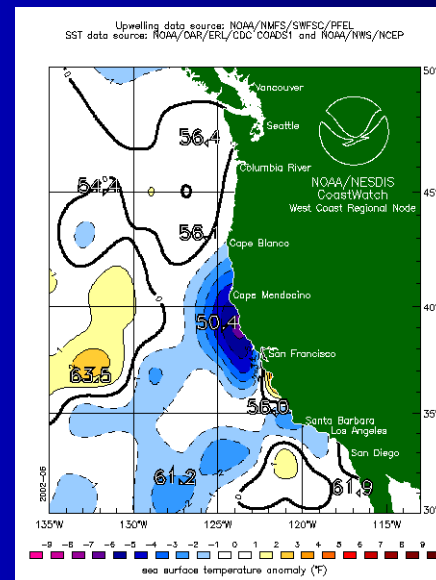 Upwelling data source: NOAA/NMFS/SWFSC/PFEL
SST data source: NOAA/OAR/ERL/CDC COADS1 and NOAA/NWS/NCEP
50°
Vancouver
Seattle
56.4
Columbia River
NOAA/NESDIS
CoastWatch
West Coast Regional Node
54.4
45°
56.1
Cape Blanco
Cape Mendocino
40°
50.4
San Francisco
63.5
56.0
35°
Santa Barbara
Los Angeles
San Diego
61.2
61.9
2002-06
30°
135°W 130°W 125°W 120°W 115°W
-9 -8 -7 -6 -5 -4 -3 -2 -1 0 1 2 3 4 5 6 7 8 9
sea surface temperature anomaly (°F)